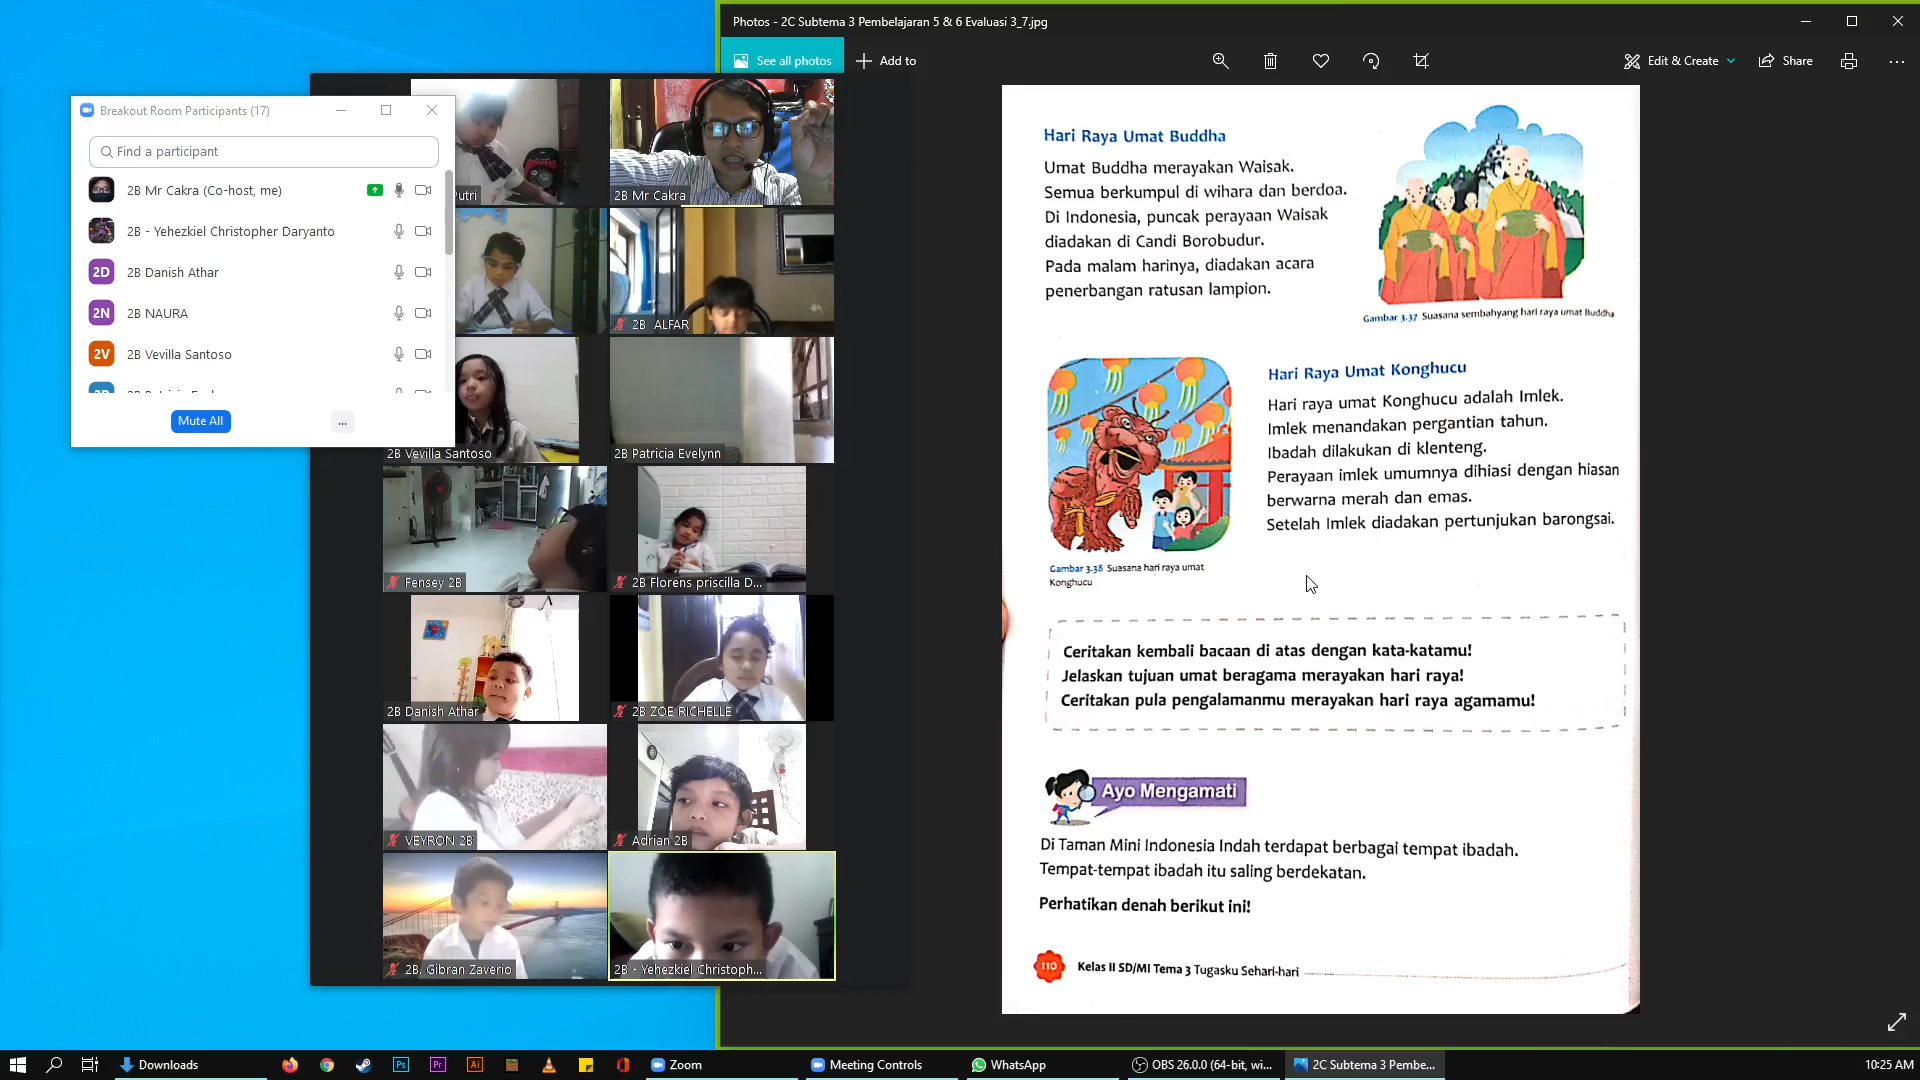 Photos - 2C Subtema 3 Pembelajaran 5 & 6 Evaluasi 3_7.jpg
See all photos
Add to
Edit & Create
Share
Breakout Room Participants (17)
Find a participant
2B Mr Cakra (Co-host, me)
2B - Yehezkiel Christopher Daryanto
2D
2B Danish Athar
2N
2B NAURA
2V
2B Vevilla Santoso
Mute All
...
Putri
2B Mr Cakra
2B ALFAR
2B Vevilla Santoso
2B Patricia Evelynn
Fensey 2B
2B Florens priscilla D...
2B Danish Athar
2B ZOE RICHELLE
VEYRON 2B
Adrian 2B
2B. Gibran Zaverio
2B - Yehezkiel Christoph...
Hari Raya Umat Buddha
Umat Buddha merayakan Waisak.
Semua berkumpul di wihara dan berdoa.
Di Indonesia, puncak perayaan Waisak
diadakan di Candi Borobudur.
Pada malam harinya, diadakan acara
penerbangan ratusan lampion.
Gambar 3.37 Suasana sembahyang hari raya umat Buddha
Hari Raya Umat Konghucu
Hari raya umat Konghucu adalah Imlek.
Imlek menandakan pergantian tahun.
Ibadah dilakukan di klenteng.
Perayaan imlek umumnya dihiasi dengan hiasan
berwarna merah dan emas.
Setelah Imlek diadakan pertunjukan barongsai.
Gambar 3.38 Suasana hari raya umat
Konghucu
Ceritakan kembali bacaan di atas dengan kata-katamu!
Jelaskan tujuan umat beragama merayakan hari raya!
Ceritakan pula pengalamanmu merayakan hari raya agamamu!
Ayo Mengamati
Di Taman Mini Indonesia Indah terdapat berbagai tempat ibadah.
Tempat-tempat ibadah itu saling berdekatan.
Perhatikan denah berikut ini!
110 Kelas II SD/MI Tema 3 Tugasku Sehari-hari
Downloads
Ps
Pr
Ai
Zoom
Meeting Controls
WhatsApp
OBS 26.0.0 (64-bit, wi...
2C Subtema 3 Pembe...
10:25 AM